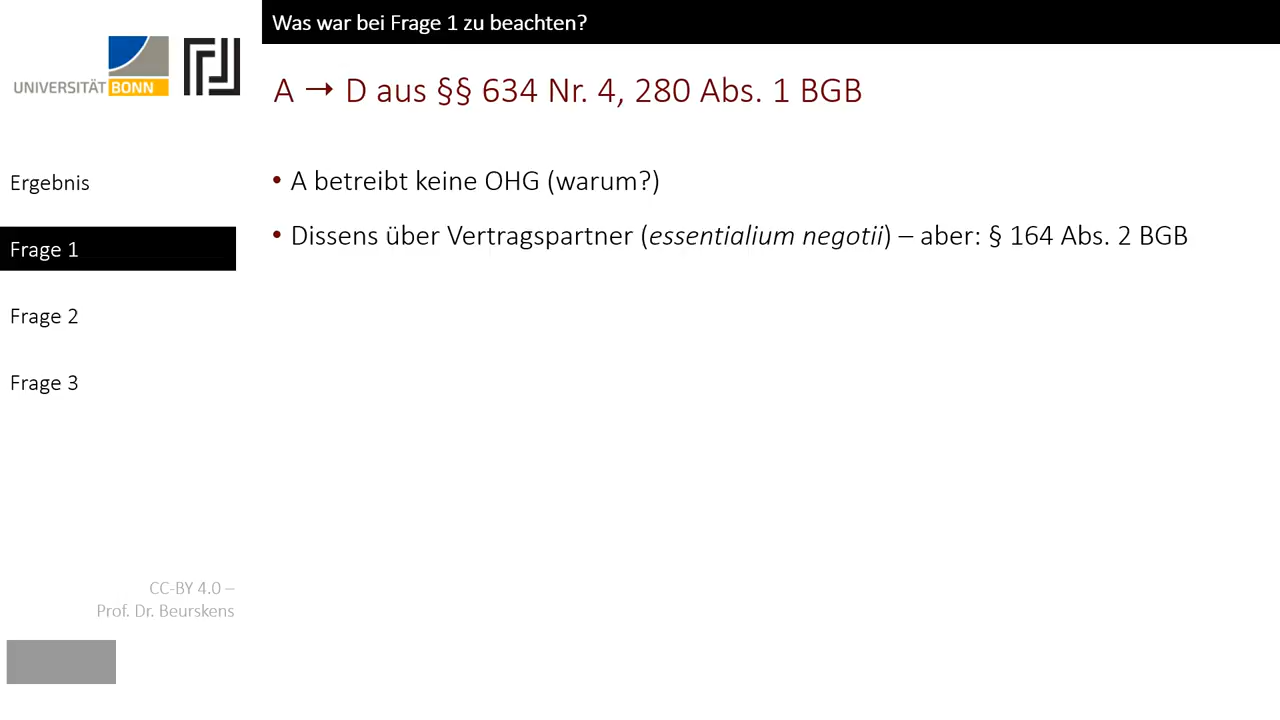 Was war bei Frage 1 zu beachten?
UNIVERSITÄT BONN
A → D aus §§ 634 Nr. 4, 280 Abs. 1 BGB
Ergebnis
Frage 1
Frage 2
Frage 3
• A betreibt keine OHG (warum?)
• Dissens über Vertragspartner (essentialium negotii) – aber: § 164 Abs. 2 BGB
CC-BY 4.0 –
Prof. Dr. Beurskens